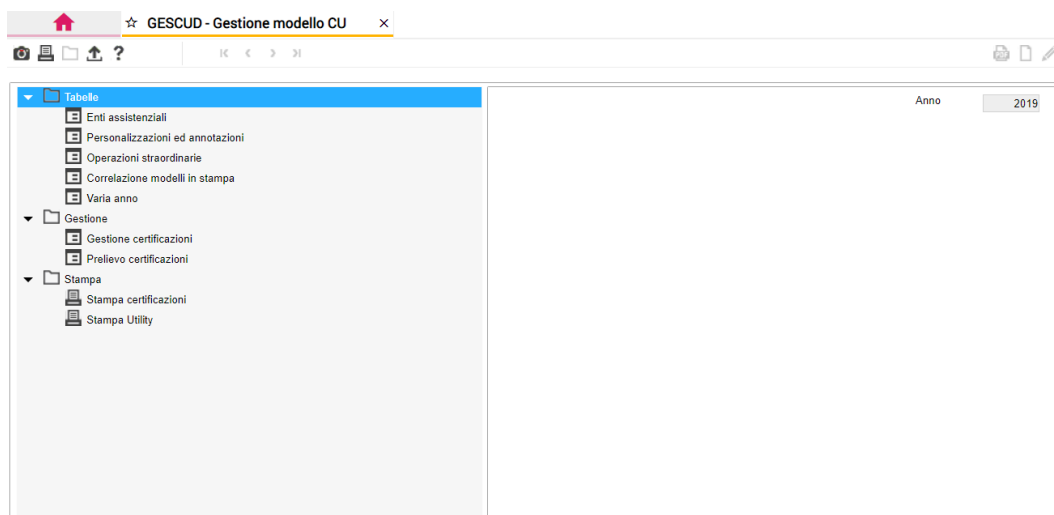 GESCUD - Gestione modello CU
?
Tabelle
Anno 2019
Enti assistenziali
Personalizzazioni ed annotazioni
Operazioni straordinarie
Correlazione modelli in stampa
Varia anno
Gestione
Gestione certificazioni
Prelievo certificazioni
Stampa
Stampa certificazioni
Stampa Utility